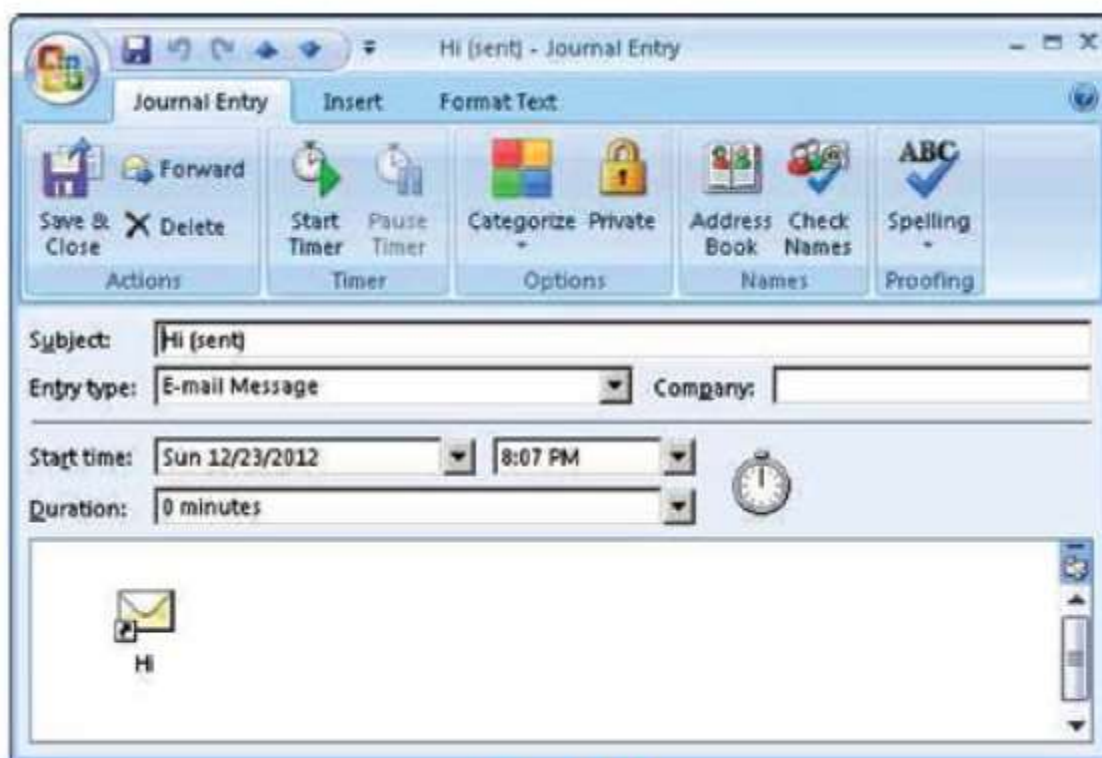 Hi (sent) - Journal Entry
Journal Entry Insert Format Text
Save & Close Forward Delete Start Timer Pause Timer Categorize Private Address Book Check Names ABC Spelling
Actions Timer Options Names Proofing
Subject: Hi (sent)
Entry type: E-mail Message Company:
Start time: Sun 12/23/2012 8:07 PM
Duration: 0 minutes
Hi